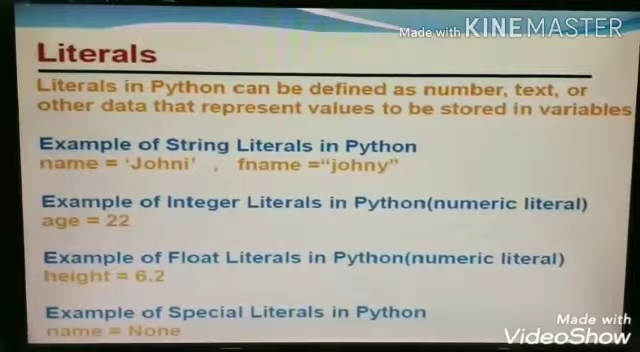 Made with KINEMASTER
Literals
Literals in Python can be defined as number, text, or
other data that represent values to be stored in variables
Example of String Literals in Python
name = ‘Johni’ , fname =“johny”
Example of Integer Literals in Python(numeric literal)
age = 22
Example of Float Literals in Python(numeric literal)
height = 6.2
Example of Special Literals in Python
name = None
Made with
VideoShow